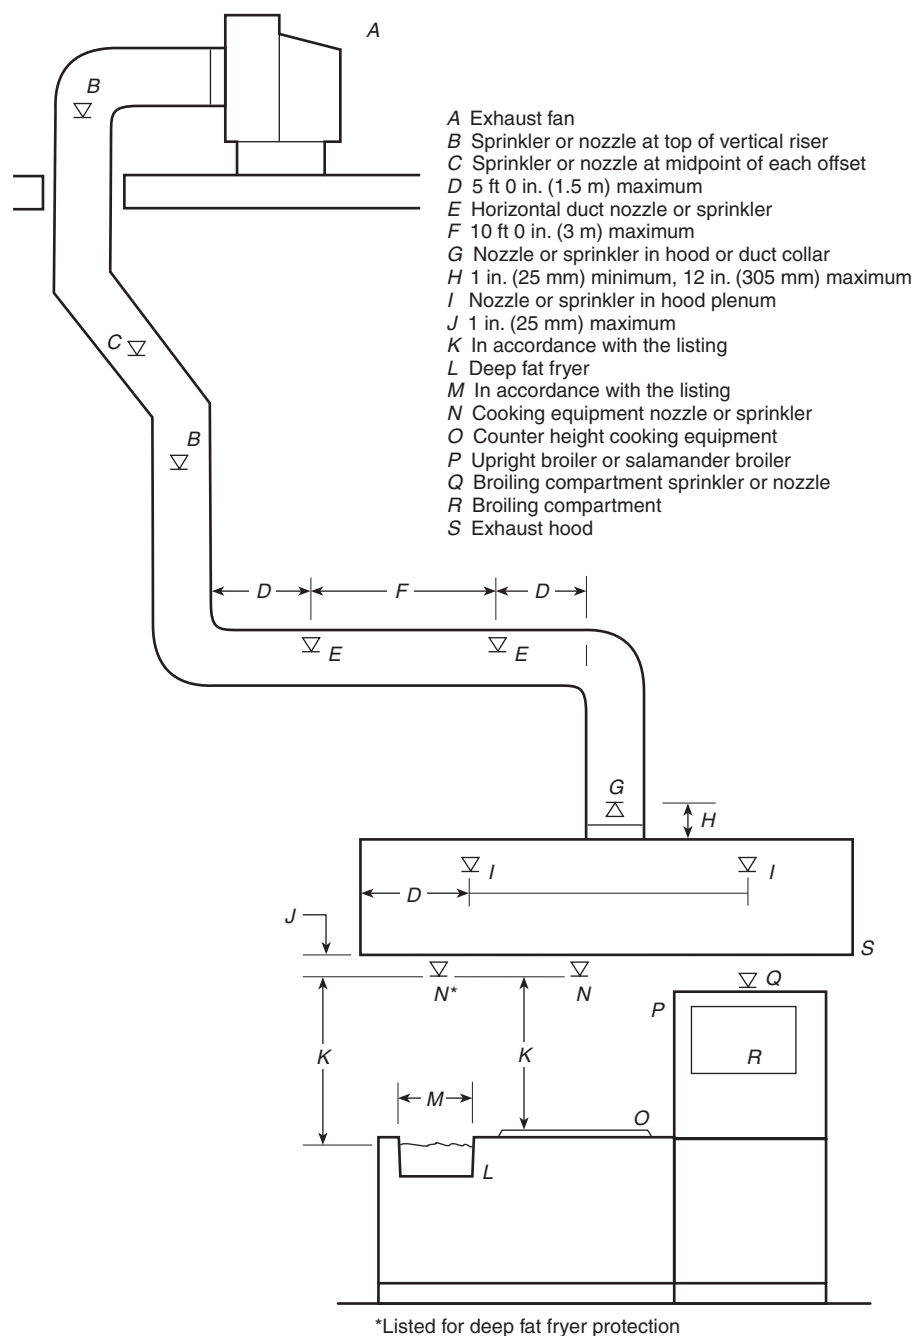 A
B
A Exhaust fan
B Sprinkler or nozzle at top of vertical riser
C Sprinkler or nozzle at midpoint of each offset
D 5 ft 0 in. (1.5 m) maximum
E Horizontal duct nozzle or sprinkler
F 10 ft 0 in. (3 m) maximum
G Nozzle or sprinkler in hood or duct collar
H 1 in. (25 mm) minimum, 12 in. (305 mm) maximum
I Nozzle or sprinkler in hood plenum
J 1 in. (25 mm) maximum
K In accordance with the listing
L Deep fat fryer
M In accordance with the listing
N Cooking equipment nozzle or sprinkler
O Counter height cooking equipment
P Upright broiler or salamander broiler
Q Broiling compartment sprinkler or nozzle
R Broiling compartment
S Exhaust hood
C
B
D F D
E E
G
H
I I
D
J
S
N* N
Q
P
K K R
M
O
L
*Listed for deep fat fryer protection